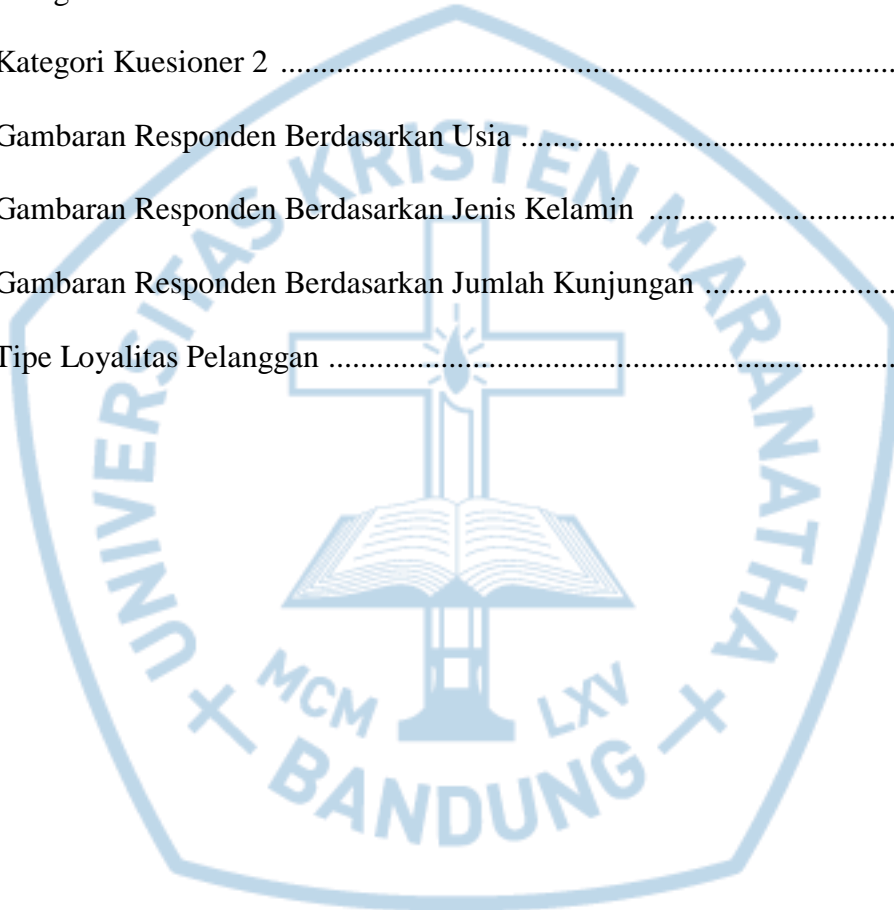 Kategori Kuesioner 2 ..........................................................................
Gambaran Responden Berdasarkan Usia .............................................
Gambaran Responden Berdasarkan Jenis Kelamin ..............................
Gambaran Responden Berdasarkan Jumlah Kunjungan .......................
Tipe Loyalitas Pelanggan .....................................................................
UNIVERSITAS KRISTEN MARANATHA
MCM LXV
BANDUNG